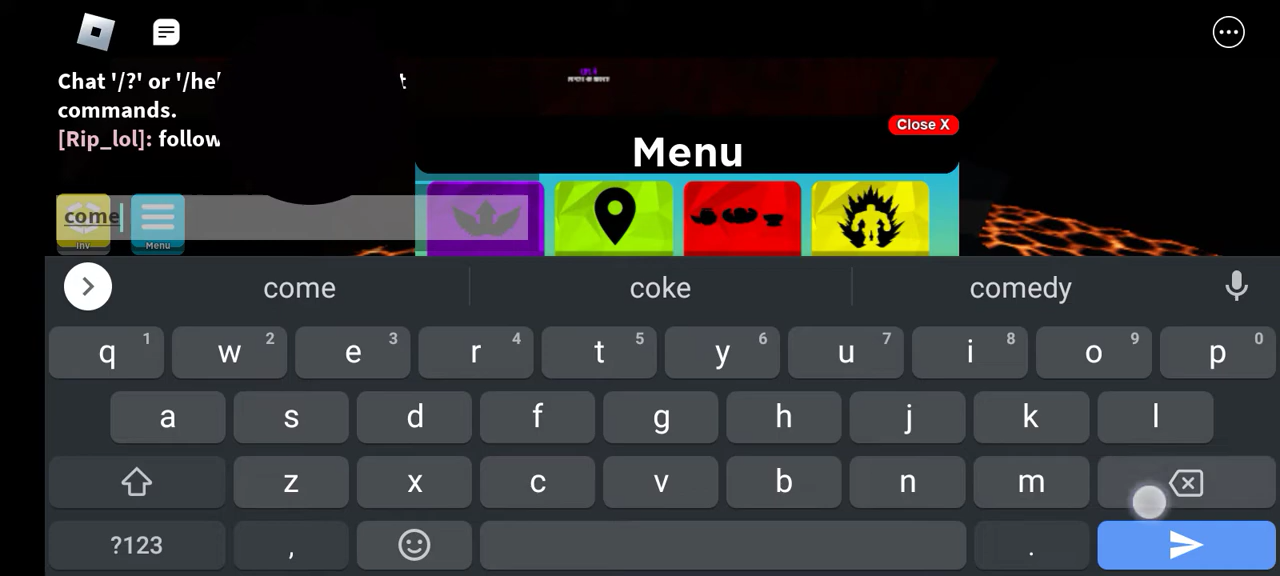 Chat '/?' or '/he t
commands.
[Rip_lol]: follow
Close X
Menu
come
Inv Menu
come coke comedy
q 1 w 2 e 3 r 4 t 5 y 6 u 7 i 8 o 9 p 0
a s d f g h j k l
z x c v b n m
?123 , .